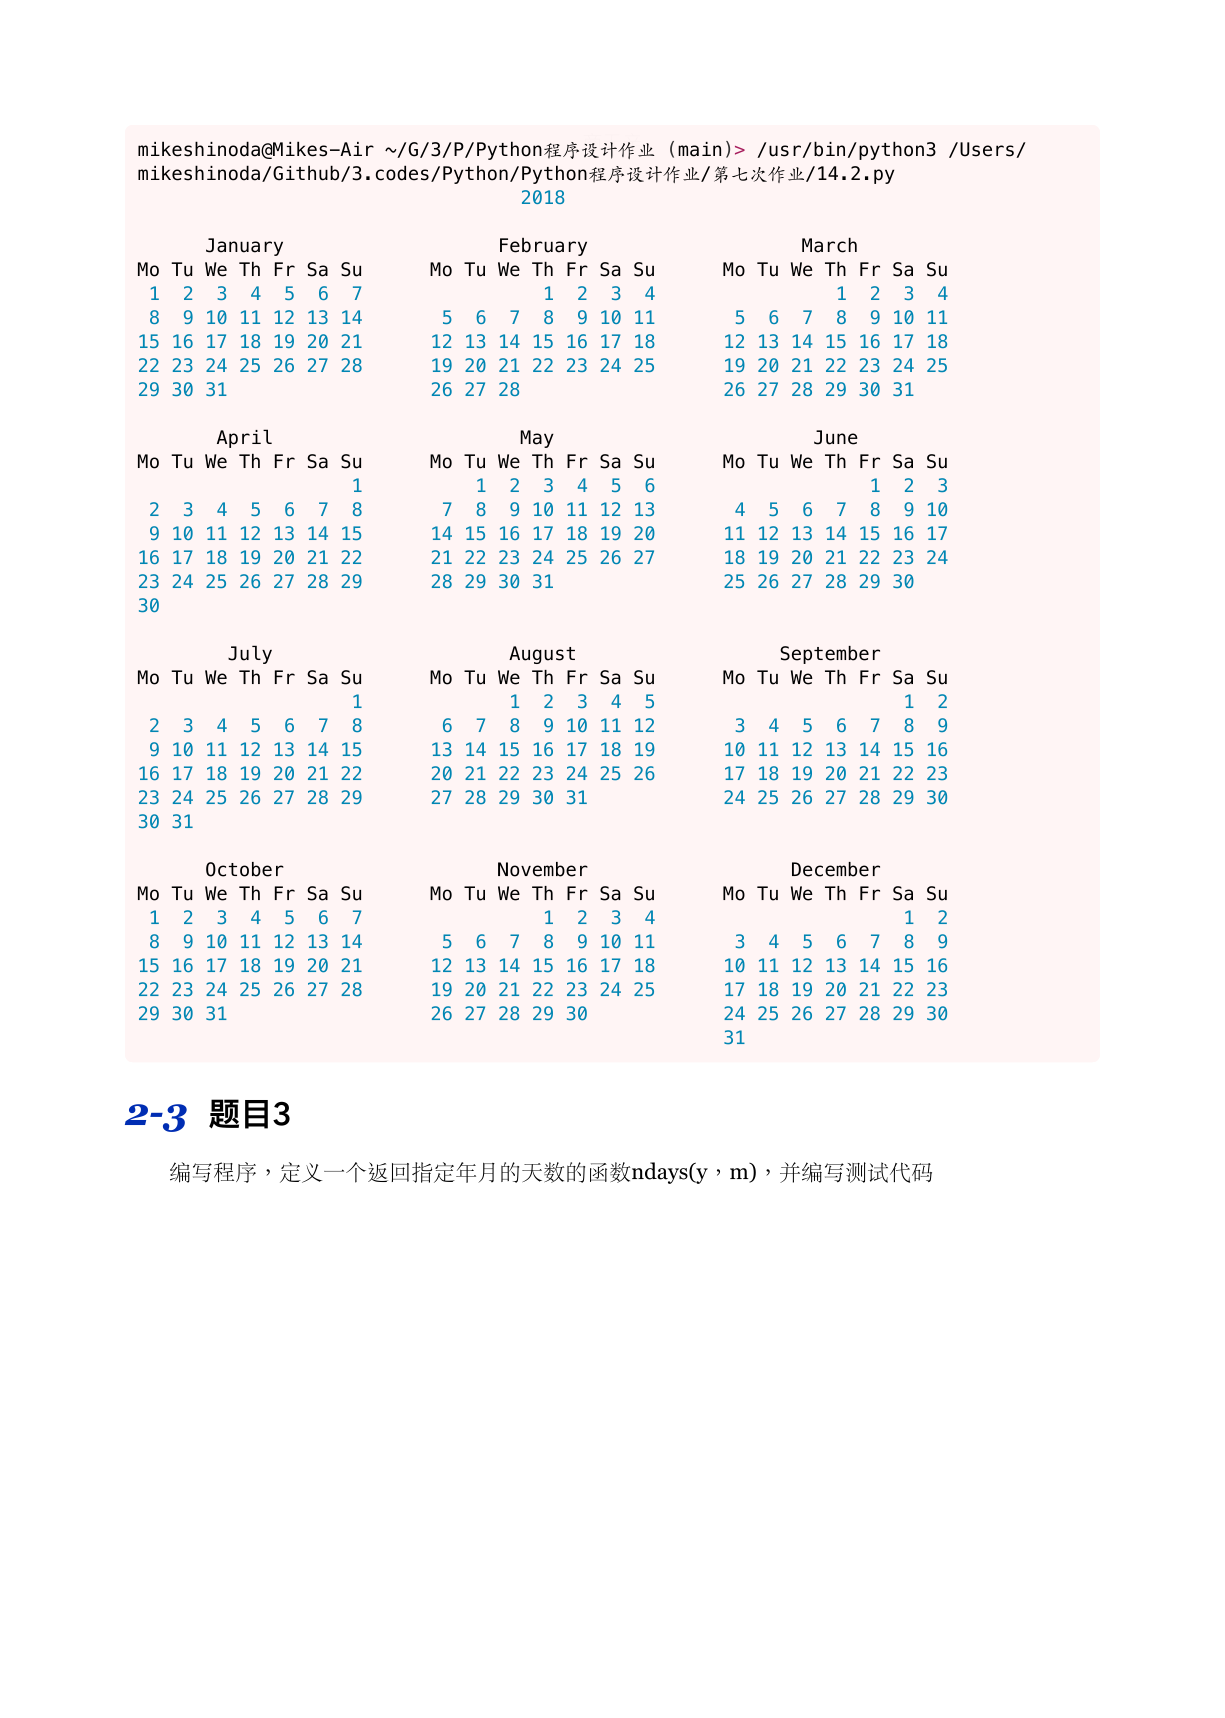 mikeshinoda@Mikes-Air ~/G/3/P/Python程序设计作业 (main)> /usr/bin/python3 /Users/
mikeshinoda/Github/3.codes/Python/Python程序设计作业/第七次作业/14.2.py
                                  2018

      January                   February                   March
Mo Tu We Th Fr Sa Su      Mo Tu We Th Fr Sa Su      Mo Tu We Th Fr Sa Su
 1  2  3  4  5  6  7                1  2  3  4                1  2  3  4
 8  9 10 11 12 13 14       5  6  7  8  9 10 11       5  6  7  8  9 10 11
15 16 17 18 19 20 21      12 13 14 15 16 17 18      12 13 14 15 16 17 18
22 23 24 25 26 27 28      19 20 21 22 23 24 25      19 20 21 22 23 24 25
29 30 31                  26 27 28                  26 27 28 29 30 31

       April                      May                       June
Mo Tu We Th Fr Sa Su      Mo Tu We Th Fr Sa Su      Mo Tu We Th Fr Sa Su
                   1          1  2  3  4  5  6                   1  2  3
 2  3  4  5  6  7  8       7  8  9 10 11 12 13       4  5  6  7  8  9 10
 9 10 11 12 13 14 15      14 15 16 17 18 19 20      11 12 13 14 15 16 17
16 17 18 19 20 21 22      21 22 23 24 25 26 27      18 19 20 21 22 23 24
23 24 25 26 27 28 29      28 29 30 31               25 26 27 28 29 30
30

        July                     August                  September
Mo Tu We Th Fr Sa Su      Mo Tu We Th Fr Sa Su      Mo Tu We Th Fr Sa Su
                   1             1  2  3  4  5                      1  2
 2  3  4  5  6  7  8       6  7  8  9 10 11 12       3  4  5  6  7  8  9
 9 10 11 12 13 14 15      13 14 15 16 17 18 19      10 11 12 13 14 15 16
16 17 18 19 20 21 22      20 21 22 23 24 25 26      17 18 19 20 21 22 23
23 24 25 26 27 28 29      27 28 29 30 31            24 25 26 27 28 29 30
30 31

      October                   November                  December
Mo Tu We Th Fr Sa Su      Mo Tu We Th Fr Sa Su      Mo Tu We Th Fr Sa Su
 1  2  3  4  5  6  7                1  2  3  4                      1  2
 8  9 10 11 12 13 14       5  6  7  8  9 10 11       3  4  5  6  7  8  9
15 16 17 18 19 20 21      12 13 14 15 16 17 18      10 11 12 13 14 15 16
22 23 24 25 26 27 28      19 20 21 22 23 24 25      17 18 19 20 21 22 23
29 30 31                  26 27 28 29 30            24 25 26 27 28 29 30
                                                    31
2-3 题目3
编写程序，定义一个返回指定年月的天数的函数ndays(y，m)，并编写测试代码